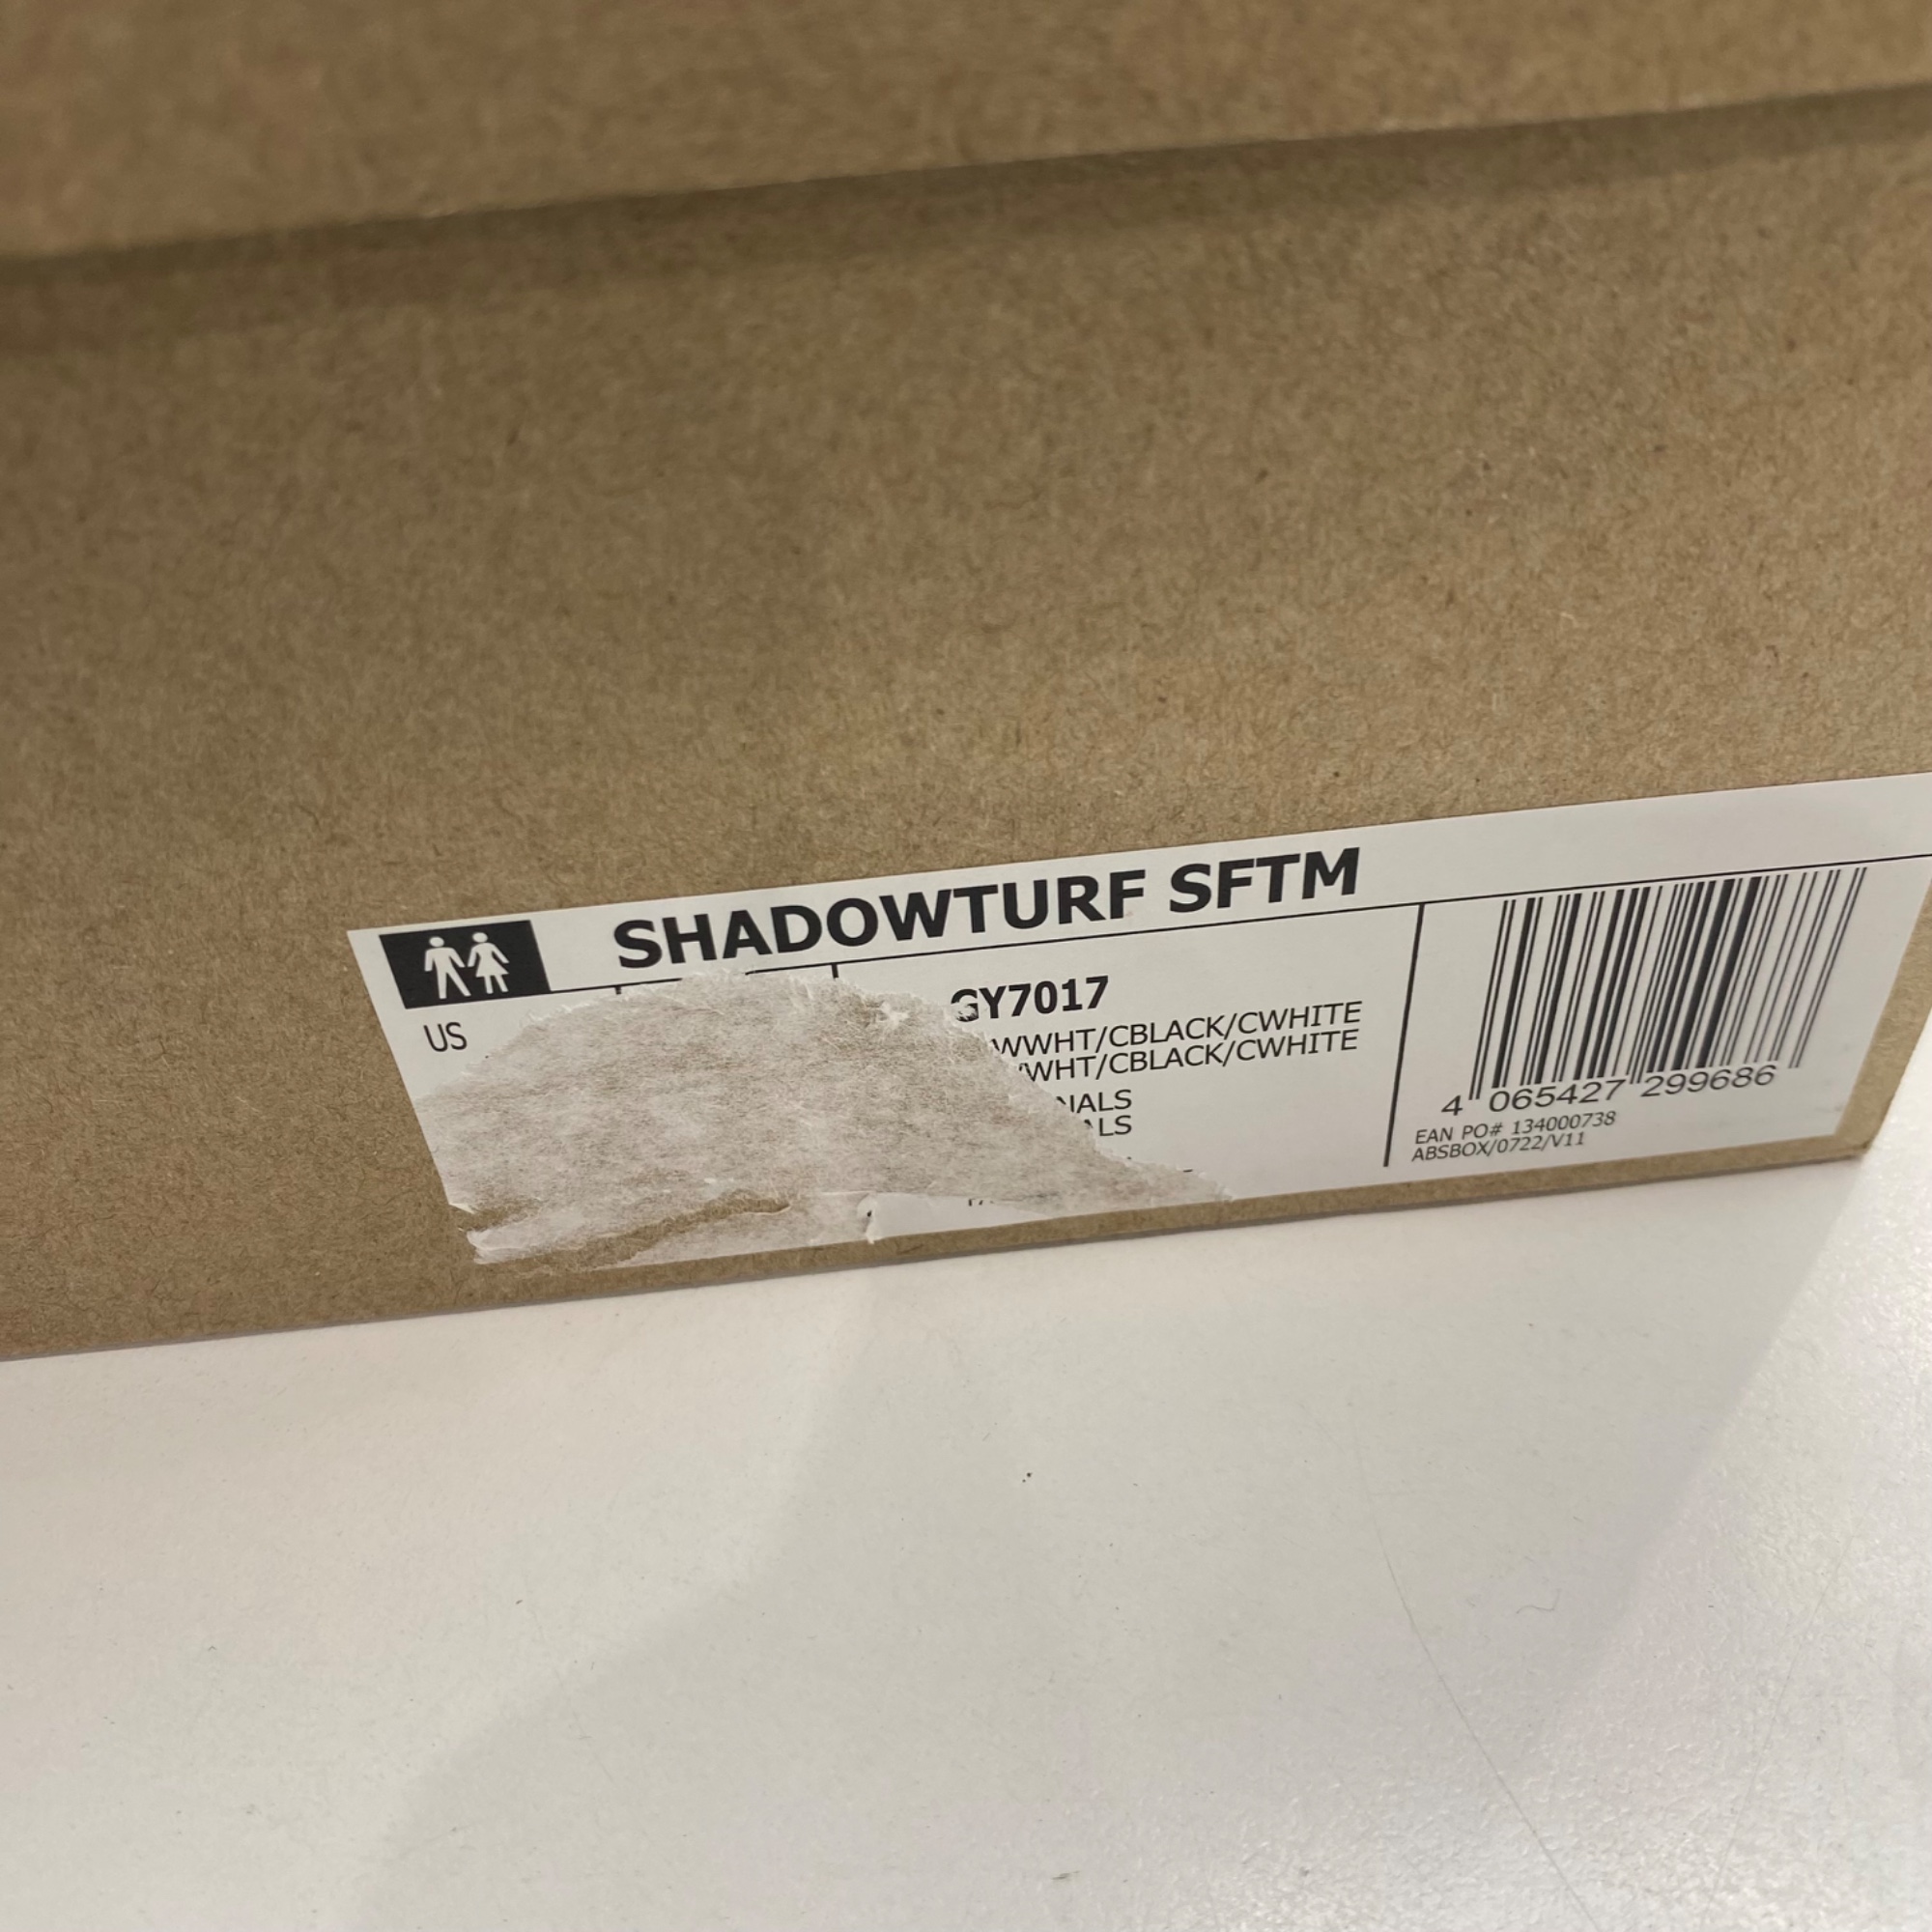 SHADOWTURF SFTM
US
GY7017
WWHT/CBLACK/CWHITE
WHT/CBLACK/CWHITE
NALS
ALS
4 065427 299686
EAN PO# 134000738
ABSBOX/0722/V11